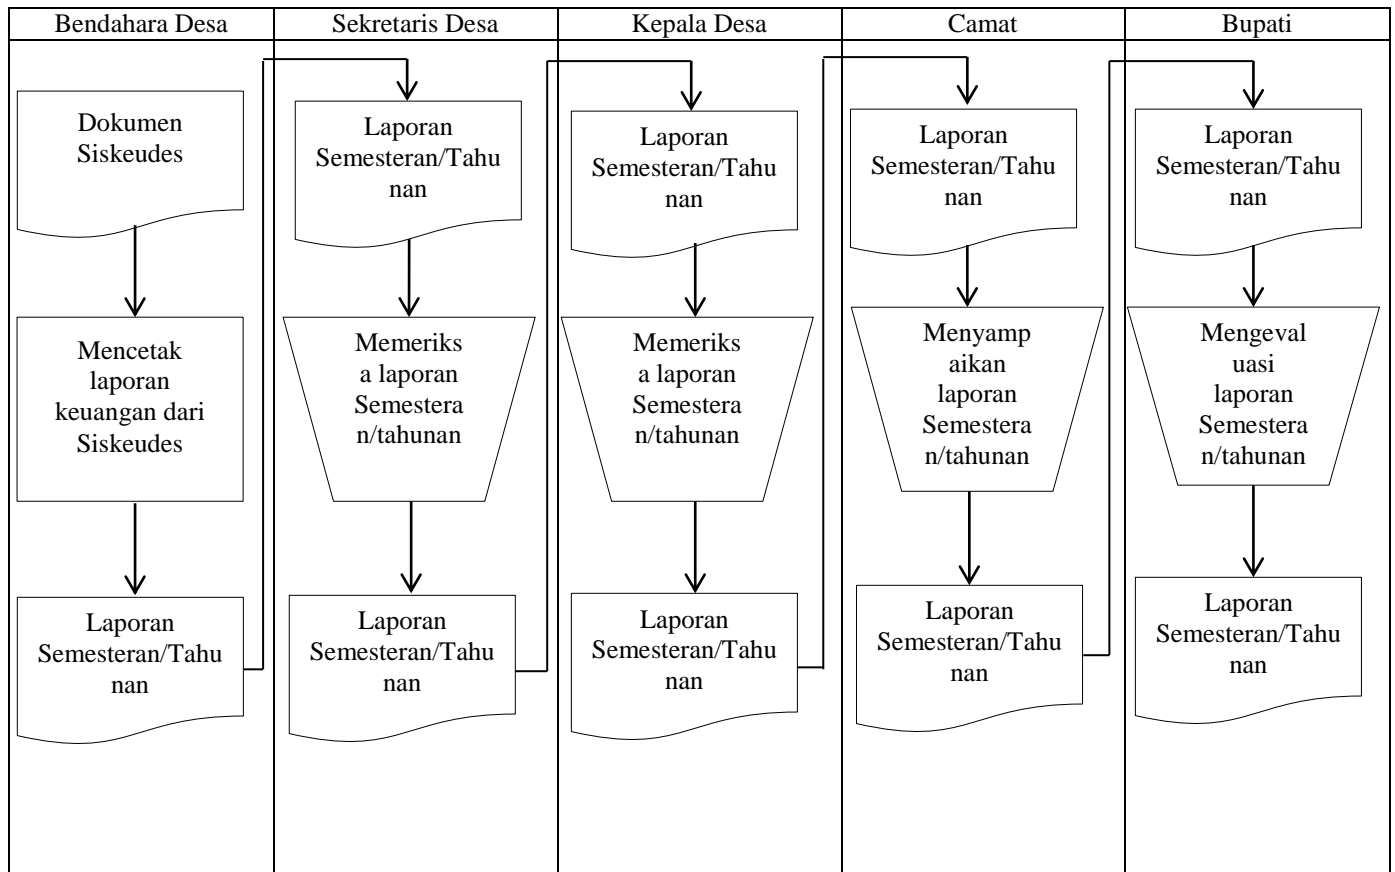 Bendahara Desa
Sekretaris Desa
Kepala Desa
Camat
Bupati
Dokumen
Siskeudes
Mencetak
laporan
keuangan dari
Siskeudes
Laporan
Semesteran/Tahu
nan
Laporan
Semesteran/Tahu
nan
Memeriks
a laporan
Semestera
n/tahunan
Laporan
Semesteran/Tahu
nan
Laporan
Semesteran/Tahu
nan
Memeriks
a laporan
Semestera
n/tahunan
Laporan
Semesteran/Tahu
nan
Laporan
Semesteran/Tahu
nan
Menyamp
aikan
laporan
Semestera
n/tahunan
Laporan
Semesteran/Tahu
nan
Laporan
Semesteran/Tahu
nan
Mengeval
uasi
laporan
Semestera
n/tahunan
Laporan
Semesteran/Tahu
nan